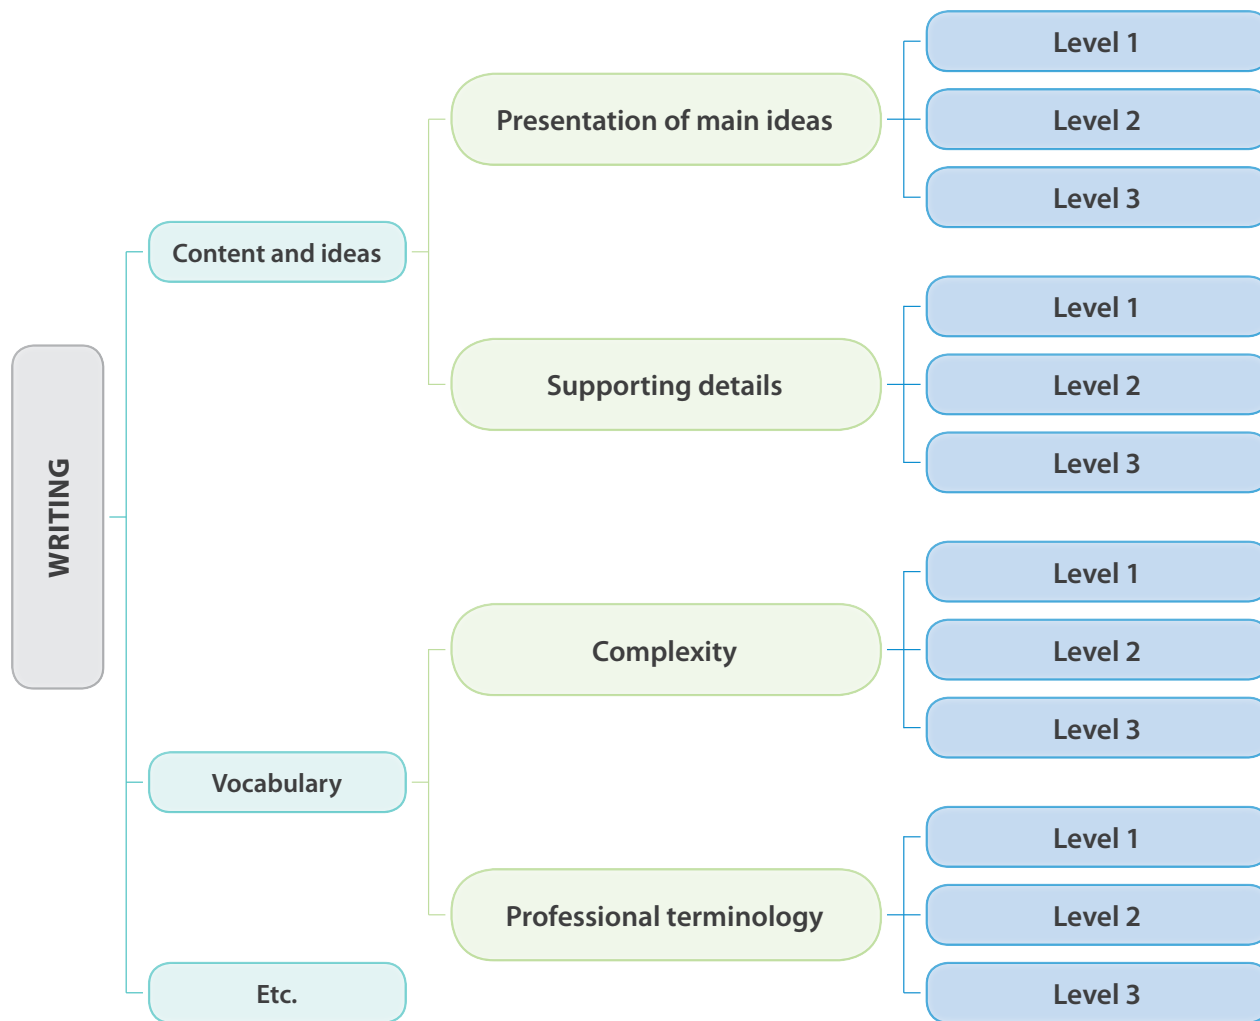 WRITING
Content and ideas
Presentation of main ideas
Level 1
Level 2
Level 3
Supporting details
Level 1
Level 2
Level 3
Vocabulary
Complexity
Level 1
Level 2
Level 3
Professional terminology
Level 1
Level 2
Level 3
Etc.